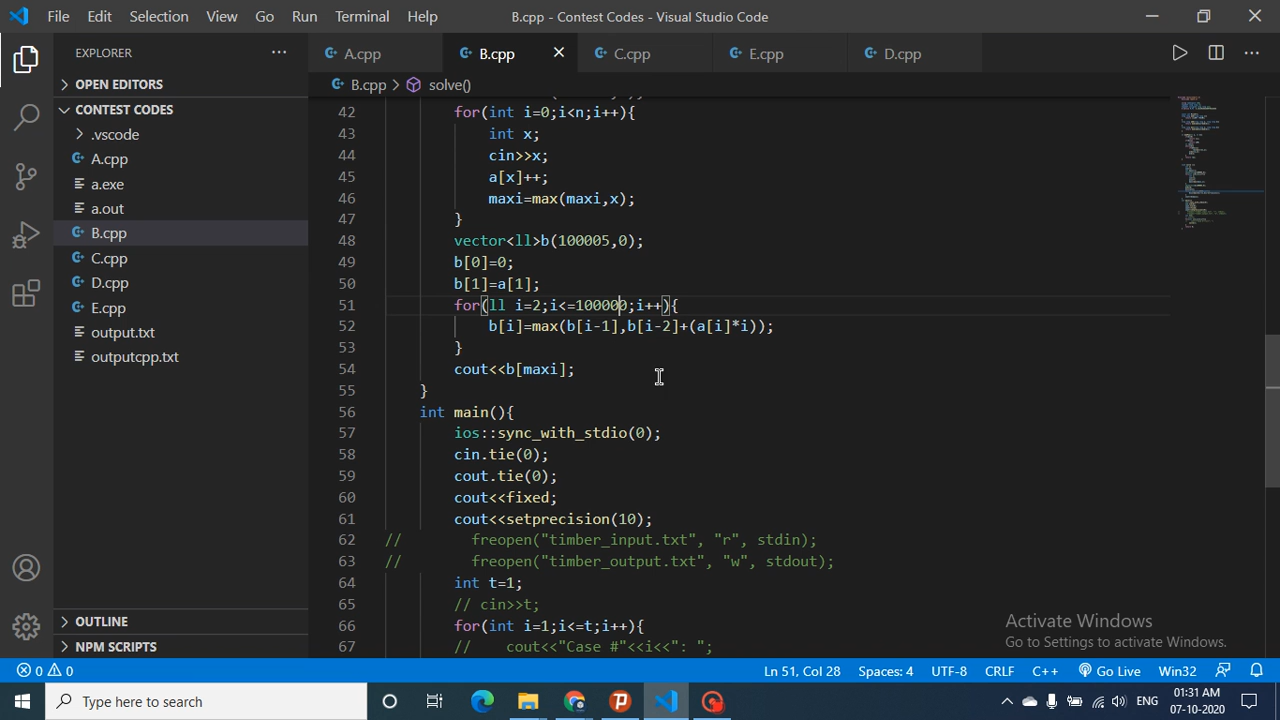 File Edit Selection View Go Run Terminal Help B.cpp - Contest Codes - Visual Studio Code
EXPLORER
A.cpp B.cpp C.cpp E.cpp D.cpp
OPEN EDITORS
B.cpp > solve()
CONTEST CODES
.vscode
A.cpp
a.exe
a.out
B.cpp
C.cpp
D.cpp
E.cpp
output.txt
outputcpp.txt
OUTLINE
NPM SCRIPTS
42 for(int i=0;i<n;i++){
43 int x;
44 cin>>x;
45 a[x]++;
46 maxi=max(maxi,x);
47 }
48 vector<ll>b(100005,0);
49 b[0]=0;
50 b[1]=a[1];
51 for(ll i=2;i<=100000;i++){
52 b[i]=max(b[i-1],b[i-2]+(a[i]*i));
53 }
54 cout<<b[maxi];
55 }
56 int main(){
57 ios::sync_with_stdio(0);
58 cin.tie(0);
59 cout.tie(0);
60 cout<<fixed;
61 cout<<setprecision(10);
62 // freopen("timber_input.txt", "r", stdin);
63 // freopen("timber_output.txt", "w", stdout);
64 int t=1;
65 // cin>>t;
66 for(int i=1;i<=t;i++){
67 // cout<<"Case #"<<i<<": ";
Activate Windows
Go to Settings to activate Windows.
0 0 Ln 51, Col 28 Spaces: 4 UTF-8 CRLF C++ Go Live Win32
Type here to search
ENG
01:31 AM
07-10-2020